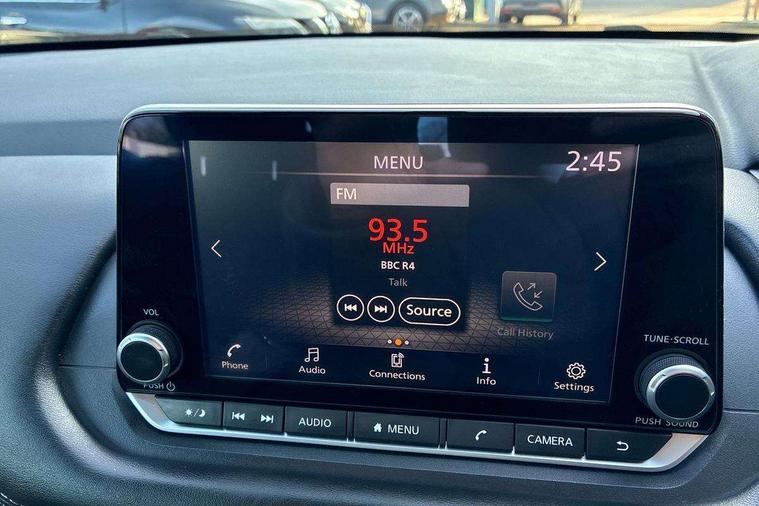 MENU
2:45
FM
93.5
MHz
BBC R4
Talk
Source
Call History
VOL
PUSH
TUNE·SCROLL
Phone
Audio
Connections
Info
Settings
PUSH SOUND
AUDIO
MENU
CAMERA